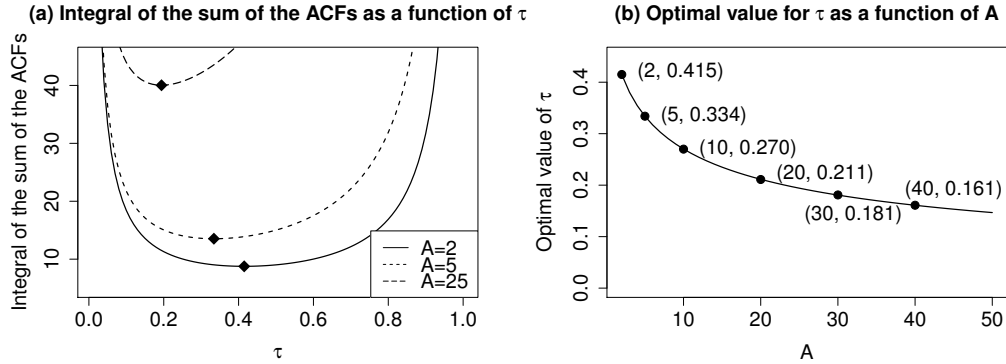 (a) Integral of the sum of the ACFs as a function of τ
Integral of the sum of the ACFs
40
30
20
10
0.0 0.2 0.4 0.6 0.8 1.0
τ
A=2
A=5
A=25
(b) Optimal value for τ as a function of A
Optimal value of τ
0.4
0.3
0.2
0.1
0.0
(2, 0.415)
(5, 0.334)
(10, 0.270)
(20, 0.211)
(40, 0.161)
(30, 0.181)
10 20 30 40 50
A